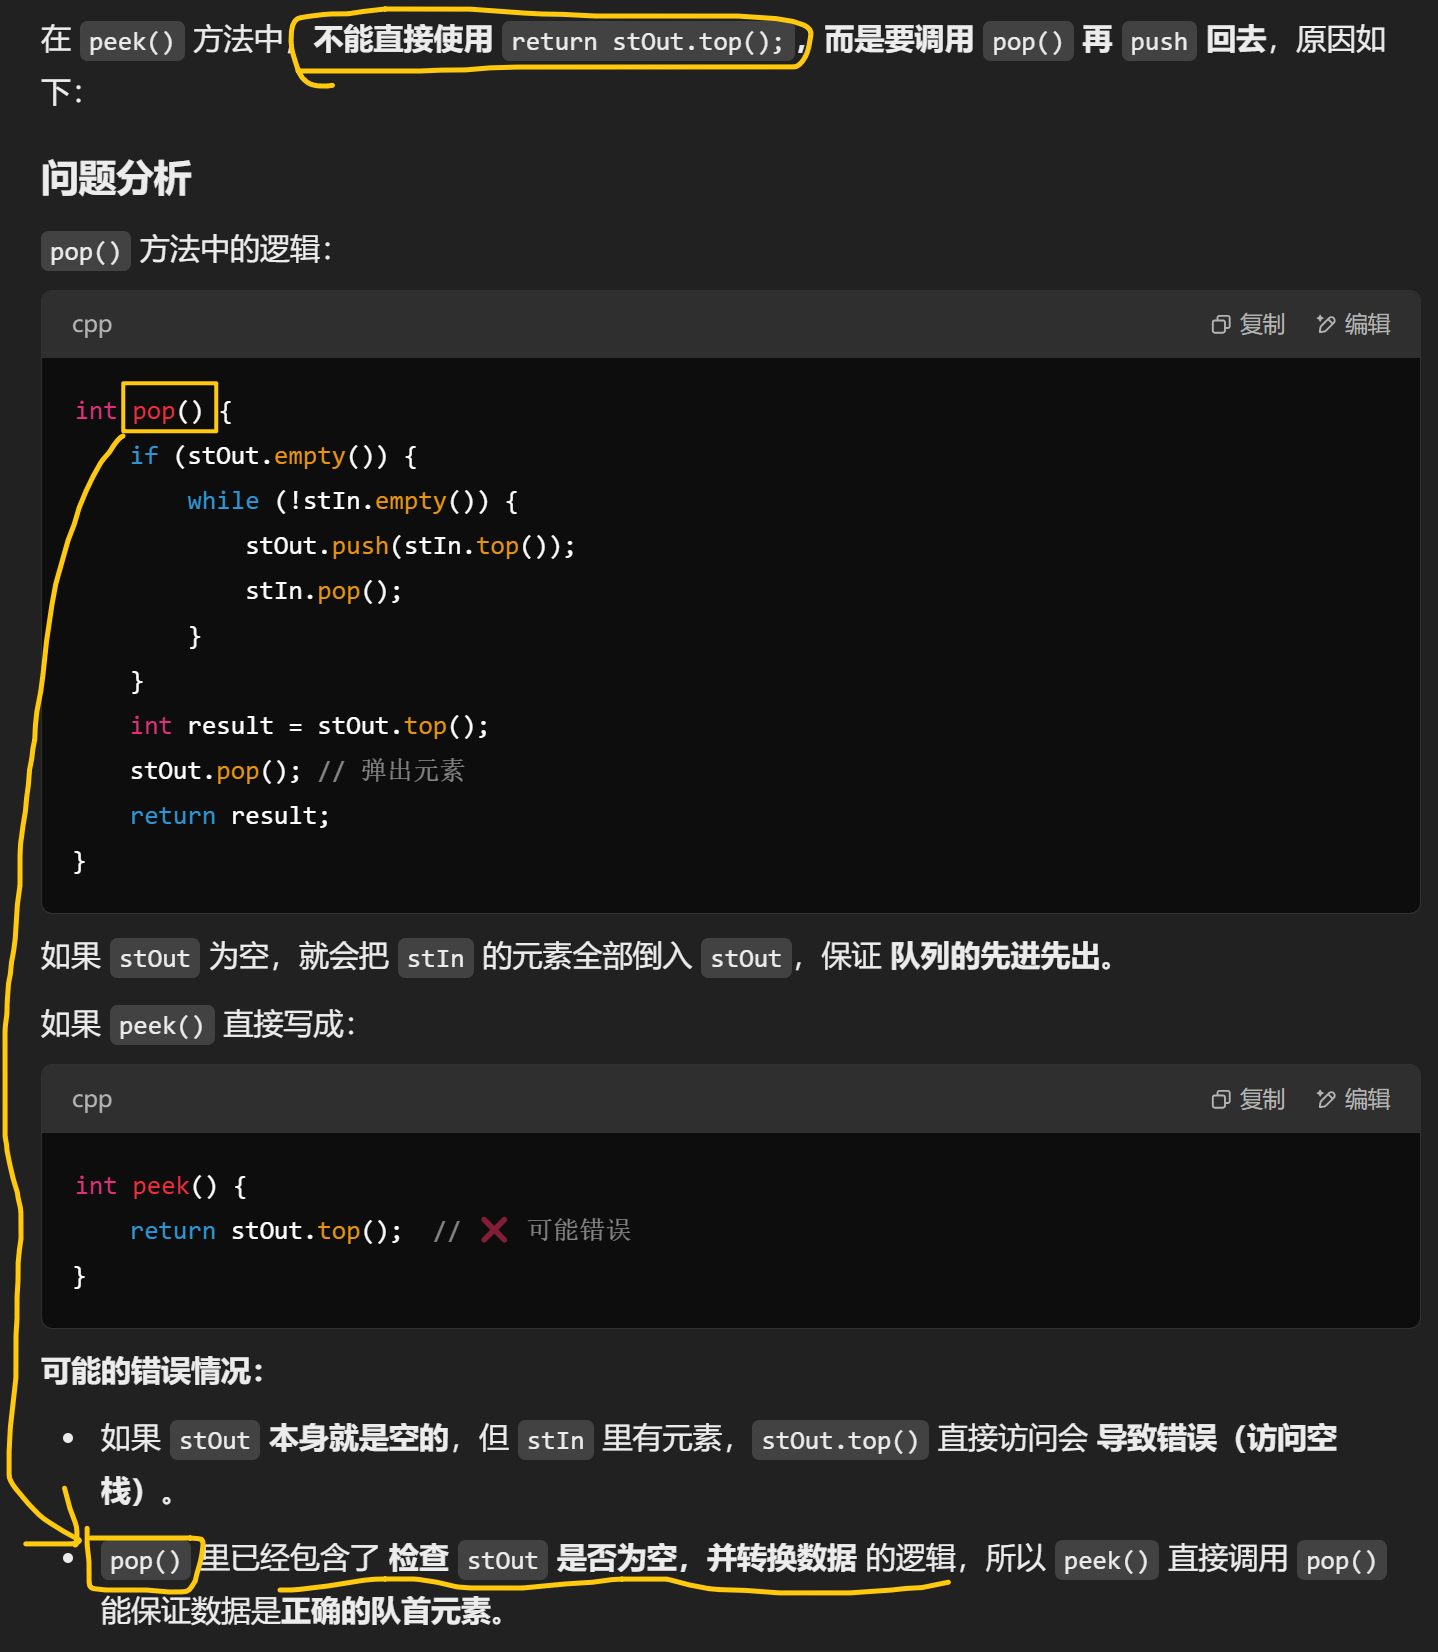 在 peek() 方法中，不能直接使用 return stOut.top();，而是要调用 pop() 再 push 回去，原因如
下：
问题分析
pop() 方法中的逻辑：
cpp 复制 编辑
int pop() {
    if (stOut.empty()) {
        while (!stIn.empty()) {
            stOut.push(stIn.top());
            stIn.pop();
        }
    }
    int result = stOut.top();
    stOut.pop(); // 弹出元素
    return result;
}
如果 stOut 为空，就会把 stIn 的元素全部倒入 stOut，保证 队列的先进先出。
如果 peek() 直接写成：
cpp 复制 编辑
int peek() {
    return stOut.top();  // ❌ 可能错误
}
可能的错误情况：
• 如果 stOut 本身就是空的，但 stIn 里有元素，stOut.top() 直接访问会 导致错误（访问空
栈）。
• pop() 里已经包含了 检查 stOut 是否为空，并转换数据 的逻辑，所以 peek() 直接调用 pop()
能保证数据是正确的队首元素。